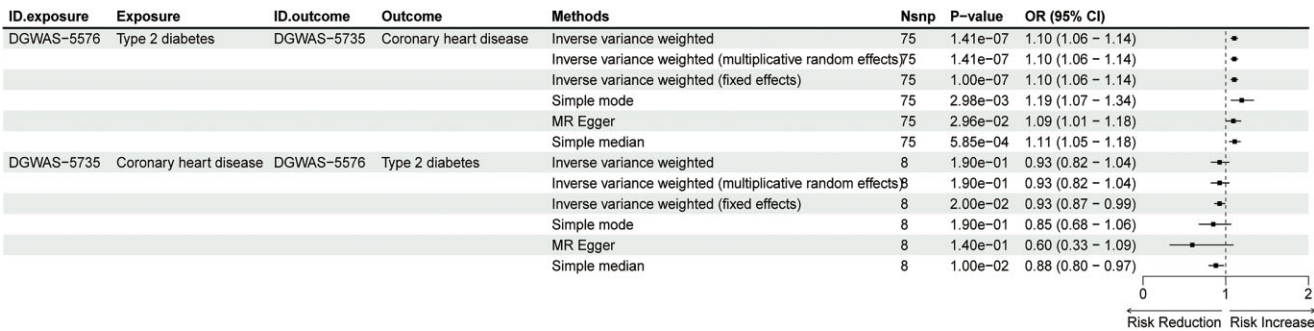 ID.exposure Exposure ID.outcome Outcome Methods Nsnp P−value OR (95% CI)
DGWAS−5576 Type 2 diabetes DGWAS−5735 Coronary heart disease Inverse variance weighted 75 1.41e−07 1.10 (1.06 − 1.14)
Inverse variance weighted (multiplicative random effects) 75 1.41e−07 1.10 (1.06 − 1.14)
Inverse variance weighted (fixed effects) 75 1.00e−07 1.10 (1.06 − 1.14)
Simple mode 75 2.98e−03 1.19 (1.07 − 1.34)
MR Egger 75 2.96e−02 1.09 (1.01 − 1.18)
Simple median 75 5.85e−04 1.11 (1.05 − 1.18)
DGWAS−5735 Coronary heart disease DGWAS−5576 Type 2 diabetes Inverse variance weighted 8 1.90e−01 0.93 (0.82 − 1.04)
Inverse variance weighted (multiplicative random effects) 8 1.90e−01 0.93 (0.82 − 1.04)
Inverse variance weighted (fixed effects) 8 2.00e−02 0.93 (0.87 − 0.99)
Simple mode 8 1.90e−01 0.85 (0.68 − 1.06)
MR Egger 8 1.40e−01 0.60 (0.33 − 1.09)
Simple median 8 1.00e−02 0.88 (0.80 − 0.97)
0 1 2
Risk Reduction Risk Increase